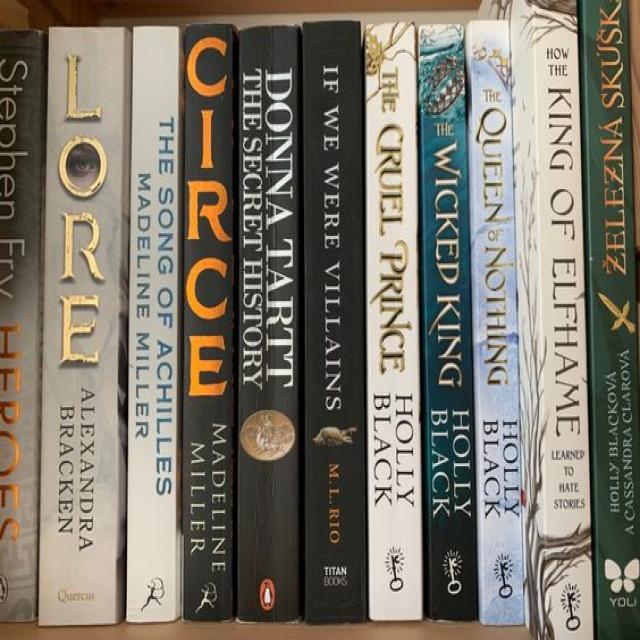 Stephen Fry
HEROES
LORE
ALEXANDRA
BRACKEN
Quercus
THE SONG OF ACHILLES
MADELINE MILLER
CIRCE
MADELINE
MILLER
DONNA TARTT
THE SECRET HISTORY
IF WE WERE VILLAINS
M. L. RIO
TITAN
BOOKS
THE CRUEL PRINCE
HOLLY
BLACK
THE WICKED KING
HOLLY
BLACK
THE QUEEN of NOTHING
HOLLY
BLACK
HOW
THE
KING OF ELFHAME
LEARNED
TO
HATE
STORIES
ŽELEZNÁ SKÚŠK
HOLLY BLACKOVÁ
A CASSANDRA CLAROVÁ
YOLI